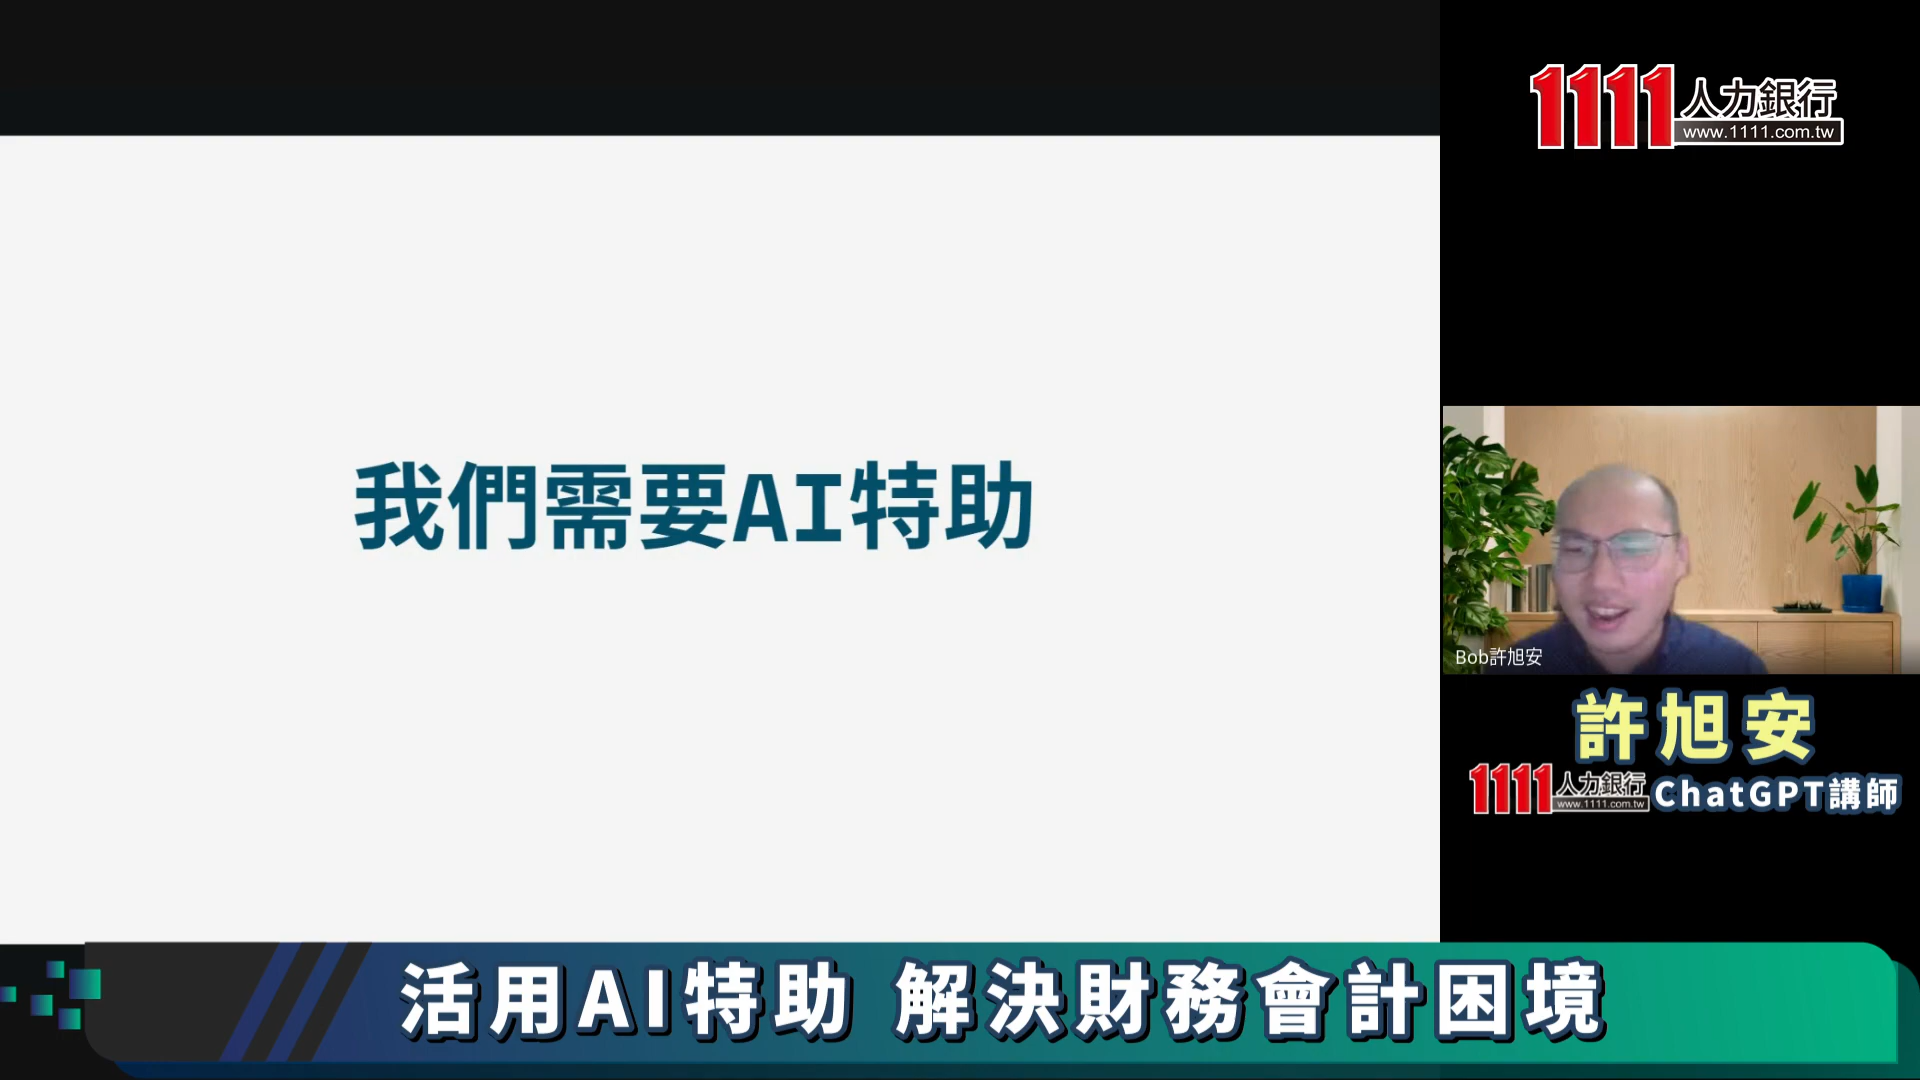 1111人力銀行
www.1111.com.tw
我們需要AI特助
Bob許旭安
許旭安
1111人力銀行 ChatGPT講師
www.1111.com.tw
活用AI特助 解決財務會計困境